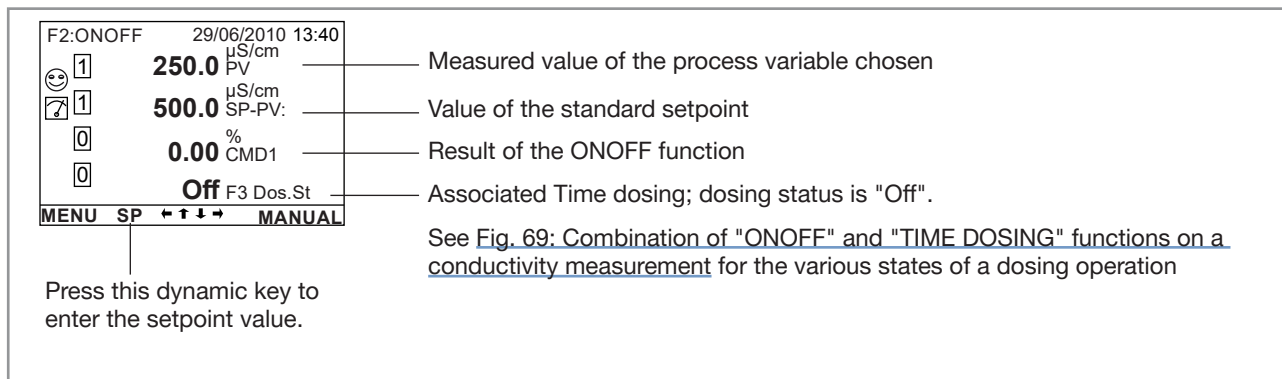 F2:ONOFF 29/06/2010 13:40
1 250.0 µS/cm PV
1 500.0 µS/cm SP-PV:
0 0.00 % CMD1
0 Off F3 Dos.St
MENU SP ←↑↓→ MANUAL
Measured value of the process variable chosen
Value of the standard setpoint
Result of the ONOFF function
Associated Time dosing; dosing status is "Off".
See Fig. 69: Combination of "ONOFF" and "TIME DOSING" functions on a
conductivity measurement for the various states of a dosing operation
Press this dynamic key to
enter the setpoint value.